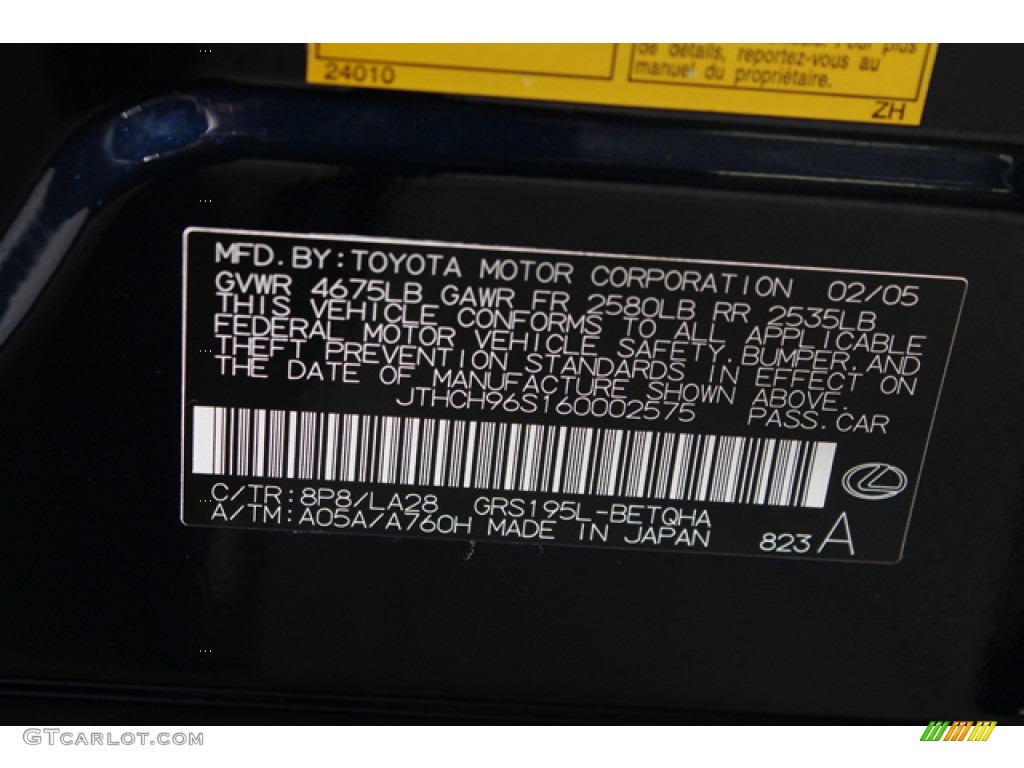 de détails, reportez-vous au
24010
manuel du propriétaire.
ZH
MFD. BY: TOYOTA MOTOR CORPORATION 02/05
GVWR 4675LB GAWR FR 2580LB RR 2535LB
THIS VEHICLE CONFORMS TO ALL APPLICABLE
FEDERAL MOTOR VEHICLE SAFETY, BUMPER, AND
THEFT PREVENTION STANDARDS IN EFFECT ON
THE DATE OF MANUFACTURE SHOWN ABOVE.
JTHCH96S160002575 PASS. CAR
C/TR: 8P8/LA28 GRS195L-BETQHA
A/TM: A05A/A760H MADE IN JAPAN 823 A
GTCARLOT.COM